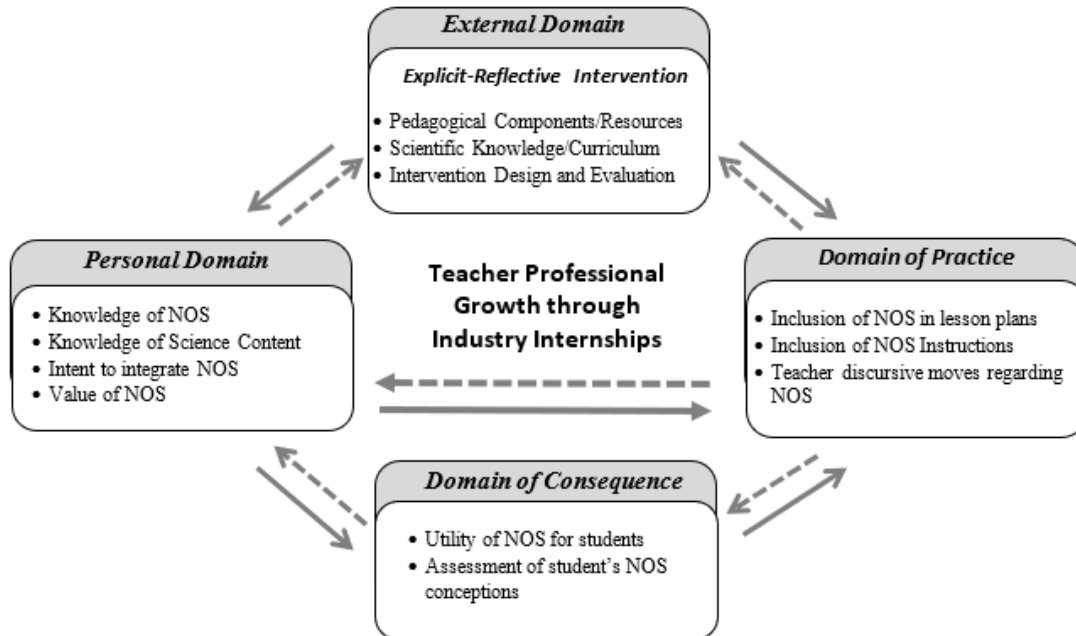 External Domain
Explicit-Reflective Intervention
• Pedagogical Components/Resources
• Scientific Knowledge/Curriculum
• Intervention Design and Evaluation
Personal Domain
• Knowledge of NOS
• Knowledge of Science Content
• Intent to integrate NOS
• Value of NOS
Teacher Professional
Growth through
Industry Internships
Domain of Practice
• Inclusion of NOS in lesson plans
• Inclusion of NOS Instructions
• Teacher discursive moves regarding
NOS
Domain of Consequence
• Utility of NOS for students
• Assessment of student’s NOS
conceptions